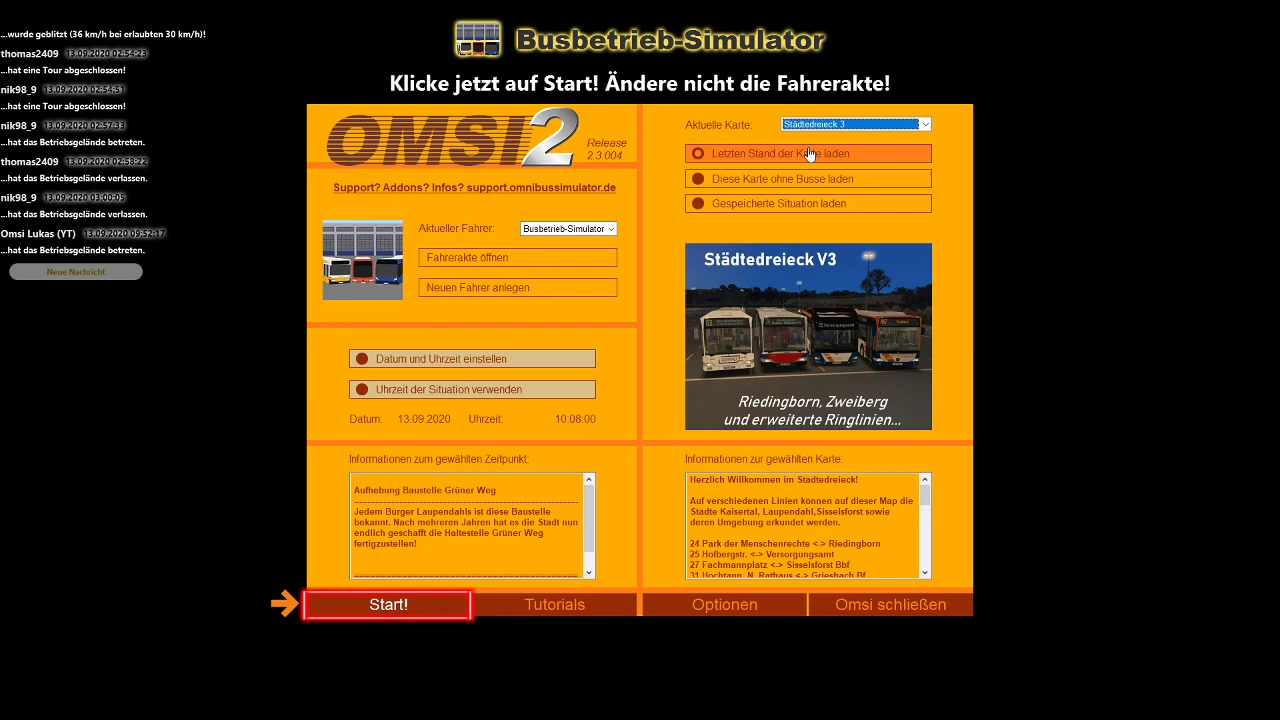 ...wurde geblitzt (36 km/h bei erlaubten 30 km/h)!
thomas2409 13.09.2020 02:54:23
...hat eine Tour abgeschlossen!
nik98_9 13.09.2020 02:54:51
...hat eine Tour abgeschlossen!
nik98_9 13.09.2020 02:57:33
...hat das Betriebsgelände betreten.
thomas2409 13.09.2020 02:58:22
...hat das Betriebsgelände verlassen.
nik98_9 13.09.2020 03:00:05
...hat das Betriebsgelände verlassen.
Omsi Lukas (YT) 13.09.2020 09:52:17
...hat das Betriebsgelände betreten.
Neue Nachricht
Busbetrieb-Simulator
Klicke jetzt auf Start! Ändere nicht die Fahrerakte!
OMSI 2
Release
2.3.004
Support? Addons? Infos? support.omnibussimulator.de
Aktueller Fahrer: Busbetrieb-Simulator
Fahrerakte öffnen
Neuen Fahrer anlegen
Datum und Uhrzeit einstellen
Uhrzeit der Situation verwenden
Datum: 13.09.2020 Uhrzeit: 10:08:00
Informationen zum gewählten Zeitpunkt:
Aufhebung Baustelle Grüner Weg
Jedem Bürger Laupendahls ist diese Baustelle
bekannt. Nach mehreren Jahren hat es die Stadt nun
endlich geschafft die Haltestelle Grüner Weg
fertigzustellen!
Aktuelle Karte: Städtedreieck 3
Letzten Stand der Karte laden
Diese Karte ohne Busse laden
Gespeicherte Situation laden
Städtedreieck V3
Riedingborn, Zweiberg
und erweiterte Ringlinien...
Informationen zur gewählten Karte:
Herzlich Willkommen im Städtedreieck!
Auf verschiedenen Linien können auf dieser Map die
Städte Kaisertal, Laupendahl,Sisselsforst sowie
deren Umgebung erkundet werden.
24 Park der Menschenrechte <-> Riedingborn
25 Hofbergstr. <-> Versorgungsamt
27 Fachmannplatz <-> Sisselsforst Bbf
31 Hochtann, N. Rathaus <-> Griesbach Bf
Start!
Tutorials
Optionen
Omsi schließen